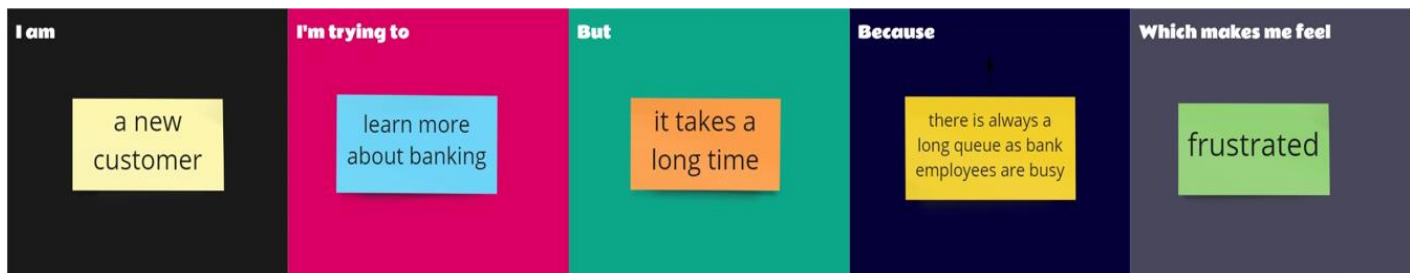 I am
a new
customer
I'm trying to
learn more
about banking
But
it takes a
long time
Because
there is always a
long queue as bank
employees are busy
Which makes me feel
frustrated